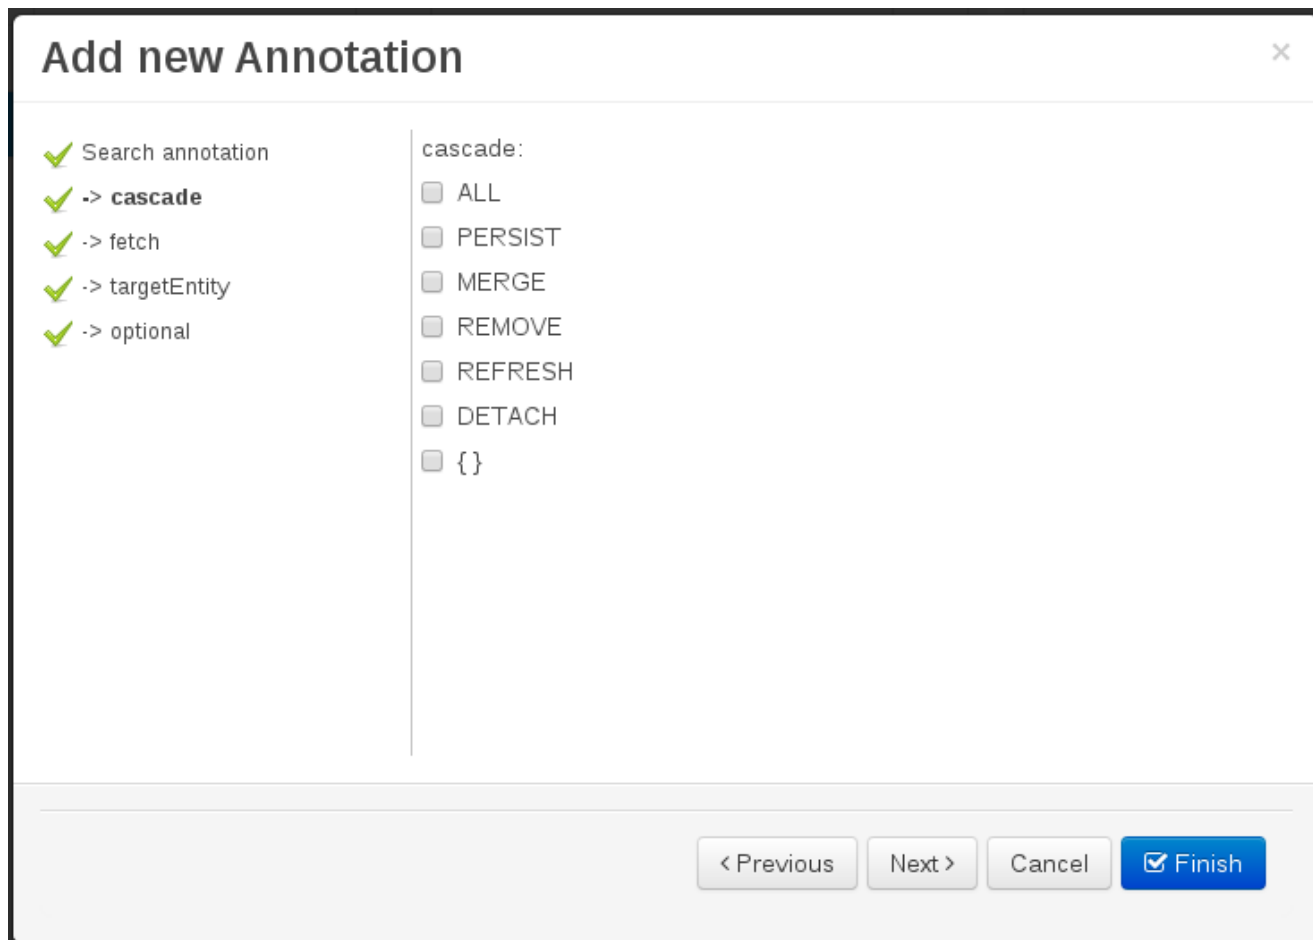 Add new Annotation
×
Search annotation
-> cascade
-> fetch
-> targetEntity
-> optional
cascade:
ALL
PERSIST
MERGE
REMOVE
REFRESH
DETACH
{}
< Previous
Next >
Cancel
Finish